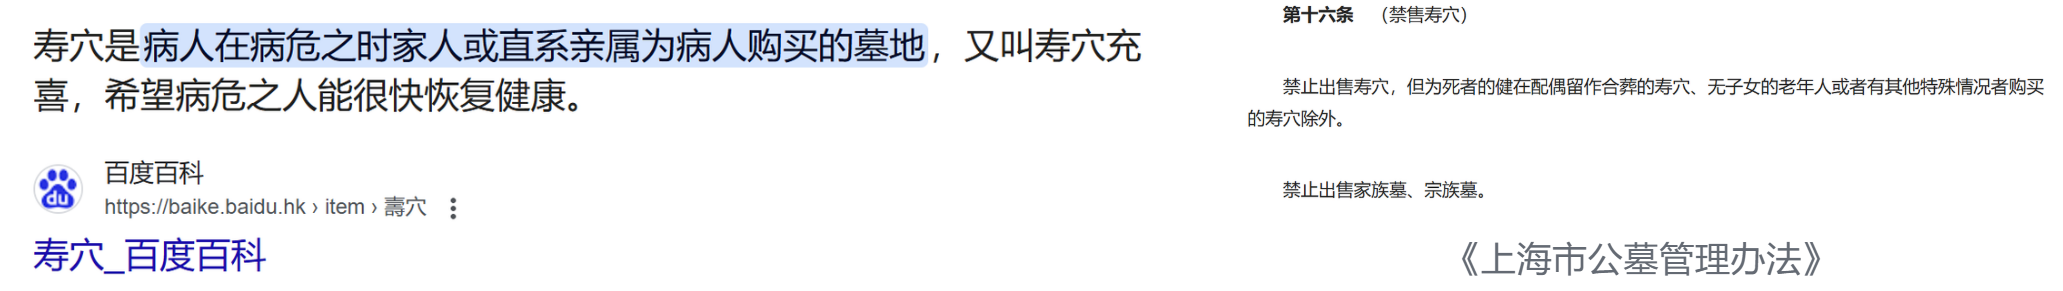 寿穴是病人在病危之时家人或直系亲属为病人购买的墓地，又叫寿穴充
喜，希望病危之人能很快恢复健康。
du
百度百科
https://baike.baidu.hk › item › 壽穴
寿穴_百度百科
第十六条 （禁售寿穴）
禁止出售寿穴，但为死者的健在配偶留作合葬的寿穴、无子女的老年人或者有其他特殊情况者购买
的寿穴除外。
禁止出售家族墓、宗族墓。
《上海市公墓管理办法》